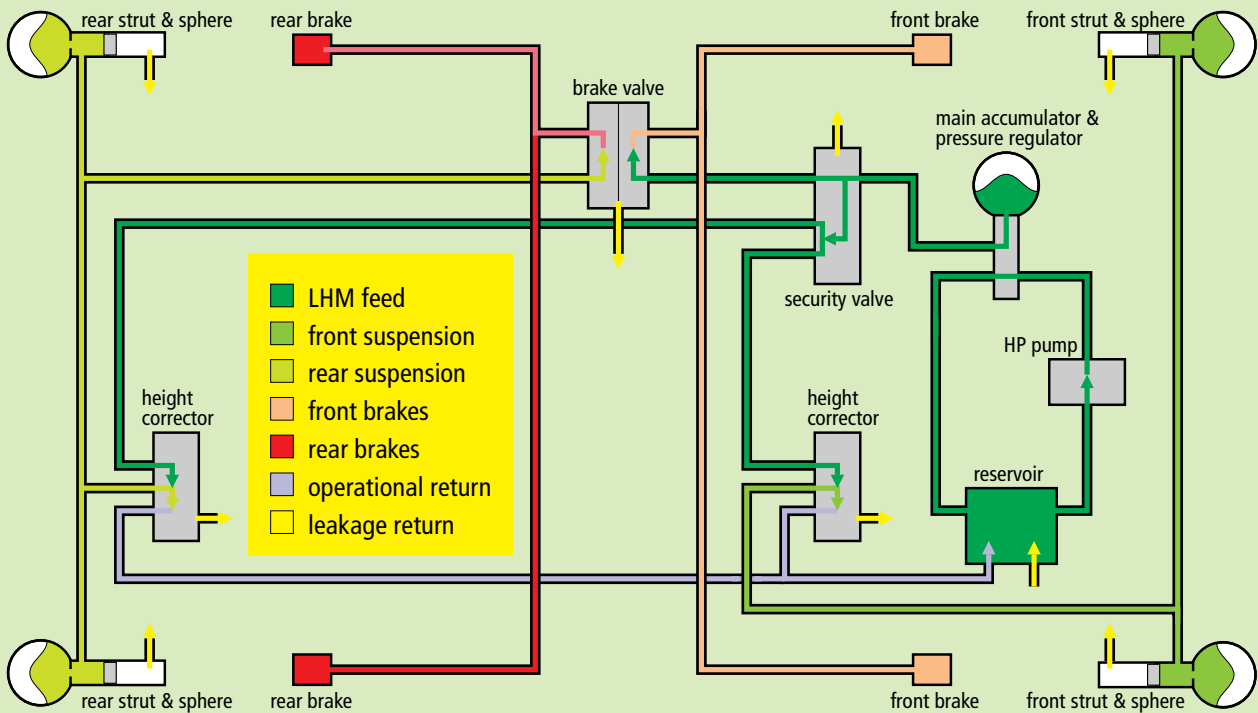 rear strut & sphere
rear brake
front brake
front strut & sphere
brake valve
main accumulator &
pressure regulator
security valve
HP pump
LHM feed
front suspension
rear suspension
front brakes
rear brakes
operational return
leakage return
height
corrector
height
corrector
reservoir
rear strut & sphere
rear brake
front brake
front strut & sphere